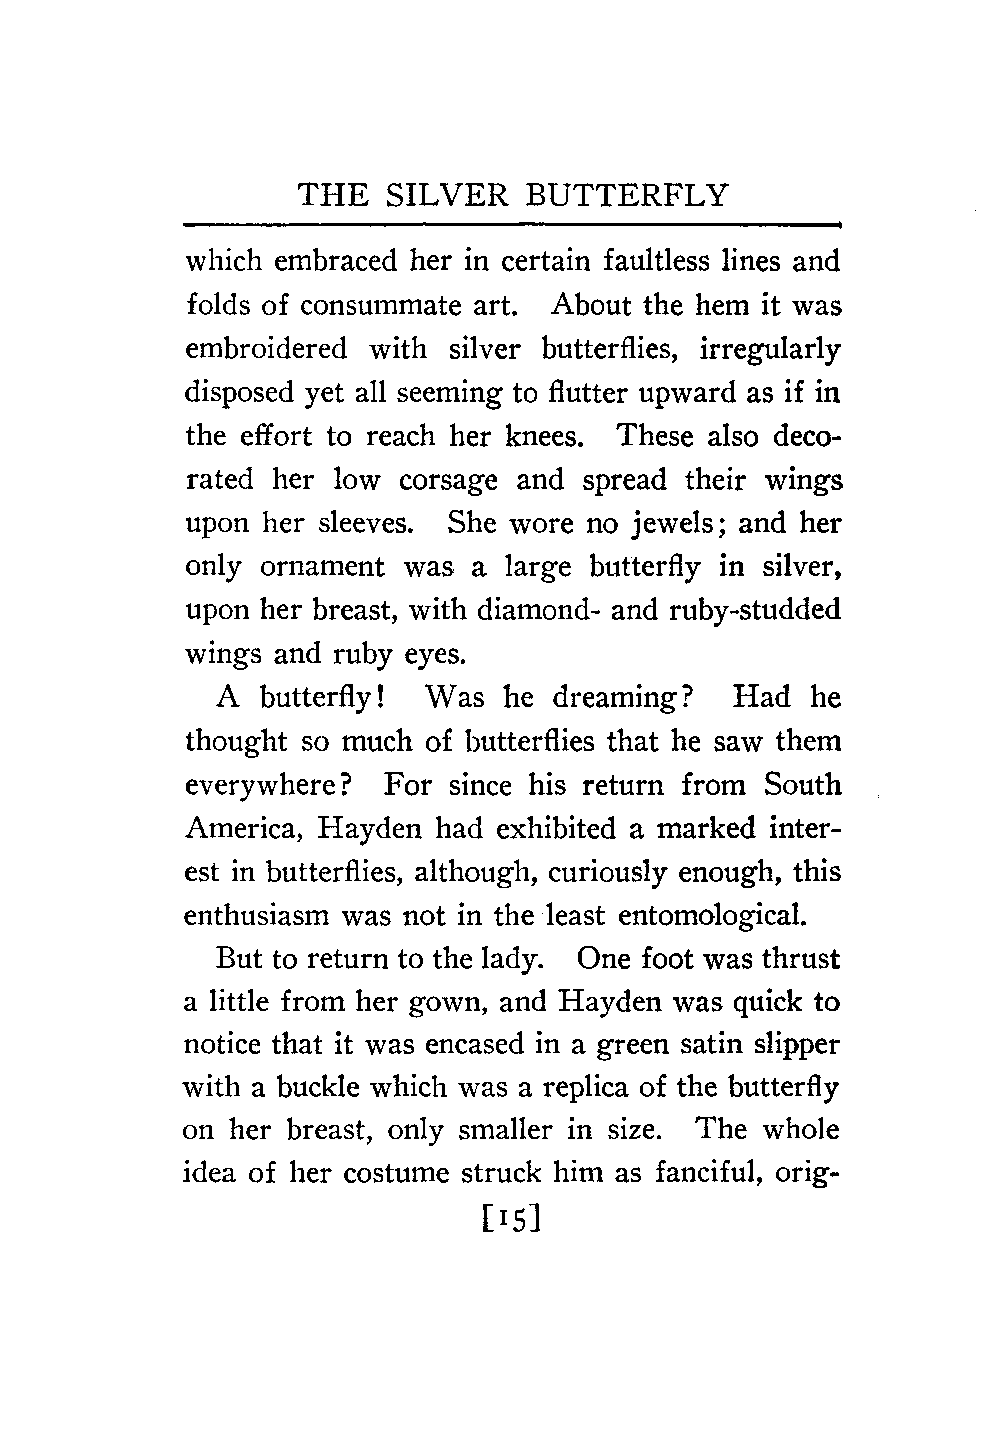 THE SILVER BUTTERFLY
which embraced her in certain faultless lines and
folds of consummate art. About the hem it was
embroidered with silver butterflies, irregularly
disposed yet all seeming to flutter upward as if in
the effort to reach her knees. These also deco-
rated her low corsage and spread their wings
upon her sleeves. She wore no jewels; and her
only ornament was a large butterfly in silver,
upon her breast, with diamond- and ruby-studded
wings and ruby eyes.
A butterfly! Was he dreaming? Had he
thought so much of butterflies that he saw them
everywhere? For since his return from South
America, Hayden had exhibited a marked inter-
est in butterflies, although, curiously enough, this
enthusiasm was not in the least entomological.
But to return to the lady. One foot was thrust
a little from her gown, and Hayden was quick to
notice that it was encased in a green satin slipper
with a buckle which was a replica of the butterfly
on her breast, only smaller in size. The whole
idea of her costume struck him as fanciful, orig-
[15]